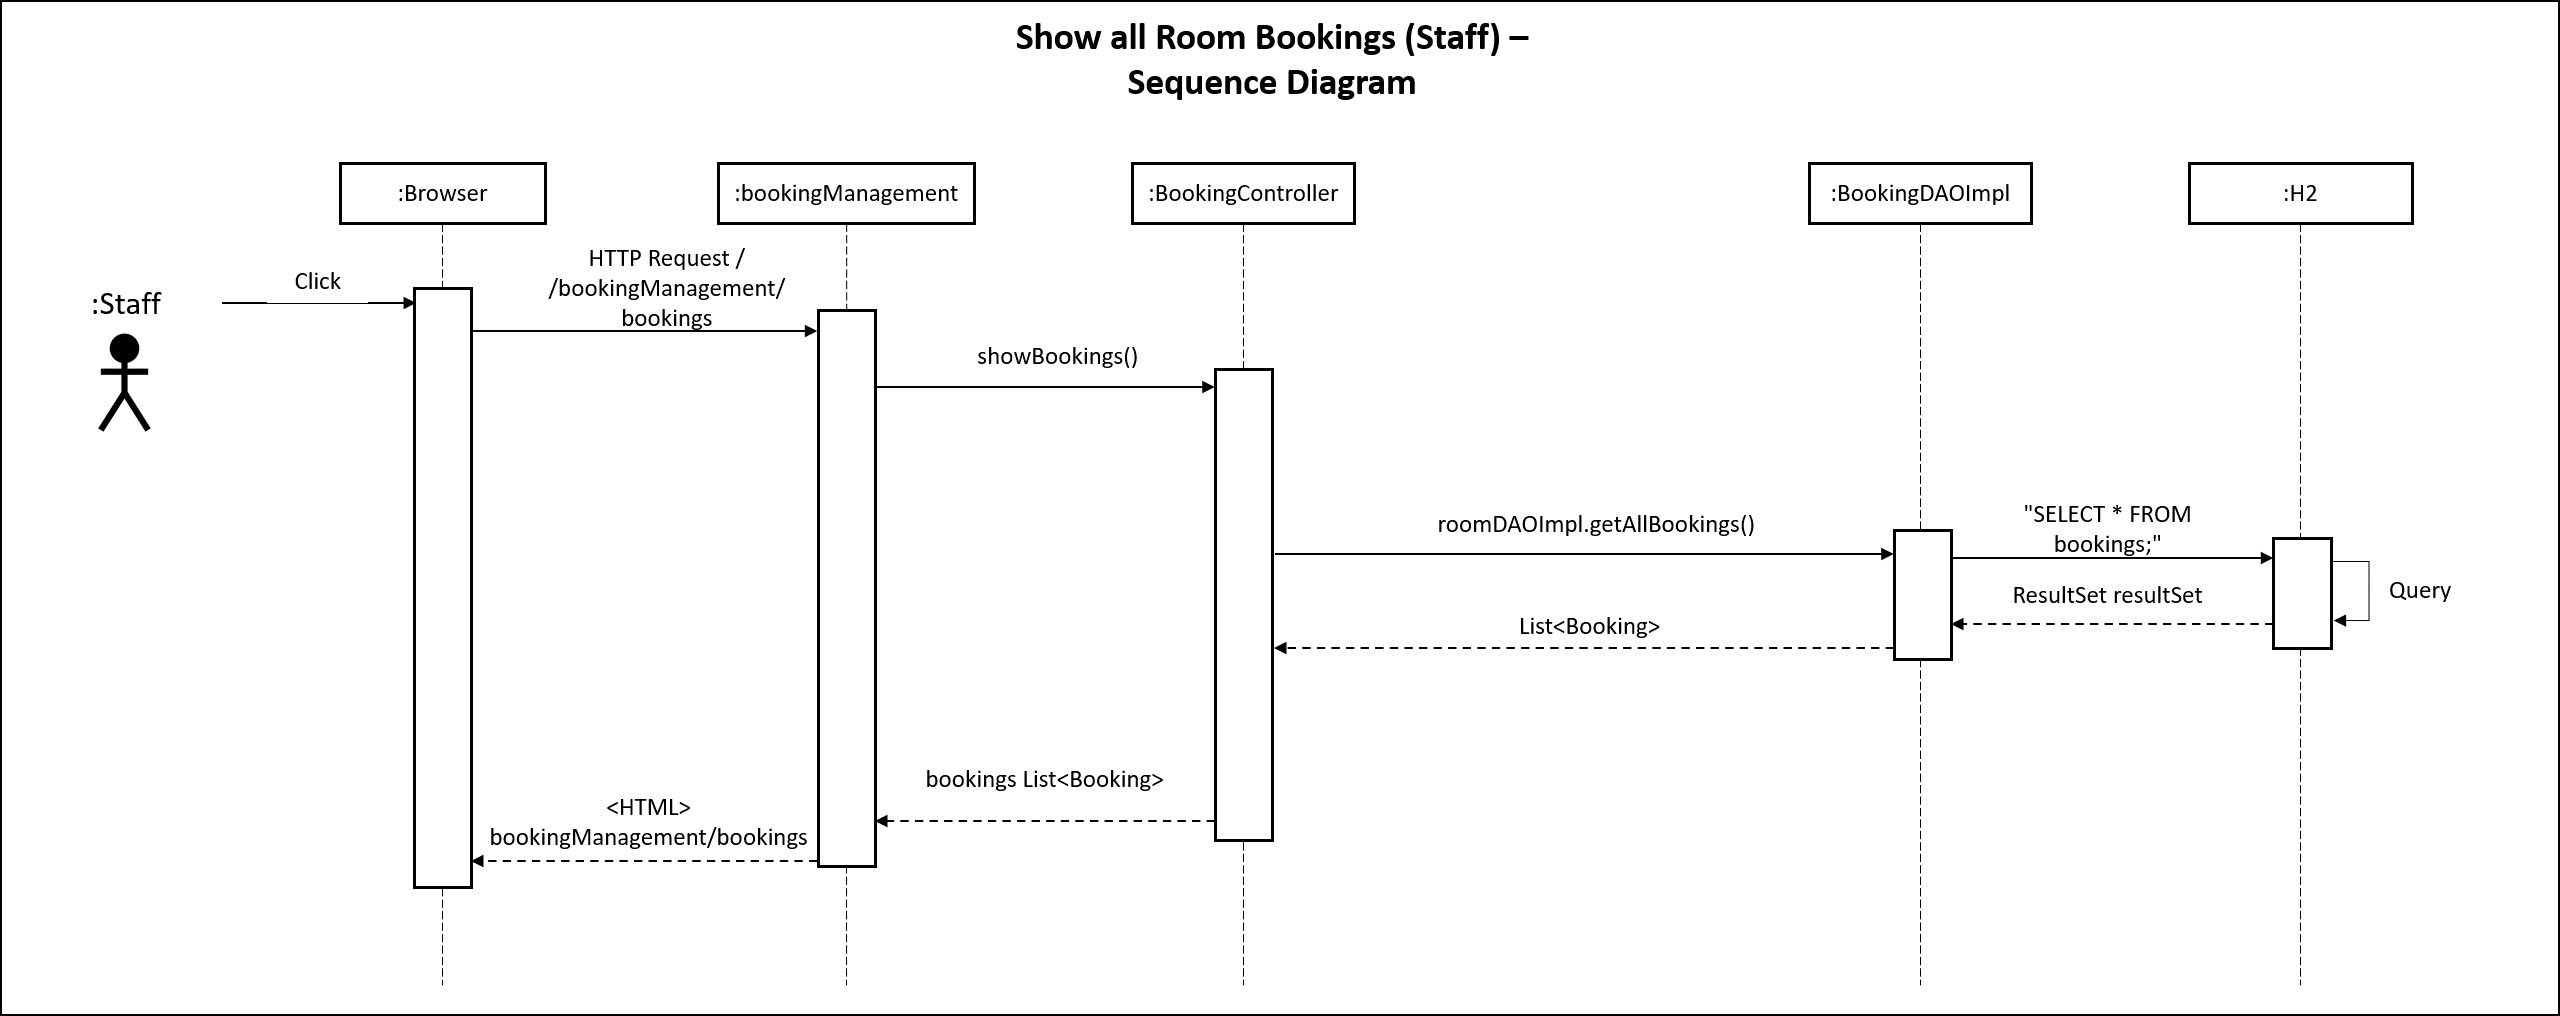 Show all Room Bookings (Staff) –
Sequence Diagram
:Browser
:bookingManagement
:BookingController
:BookingDAOImpl
:H2
:Staff
Click
HTTP Request /
/bookingManagement/
bookings
showBookings()
roomDAOImpl.getAllBookings()
"SELECT * FROM
bookings;"
Query
ResultSet resultSet
List<Booking>
bookings List<Booking>
<HTML>
bookingManagement/bookings